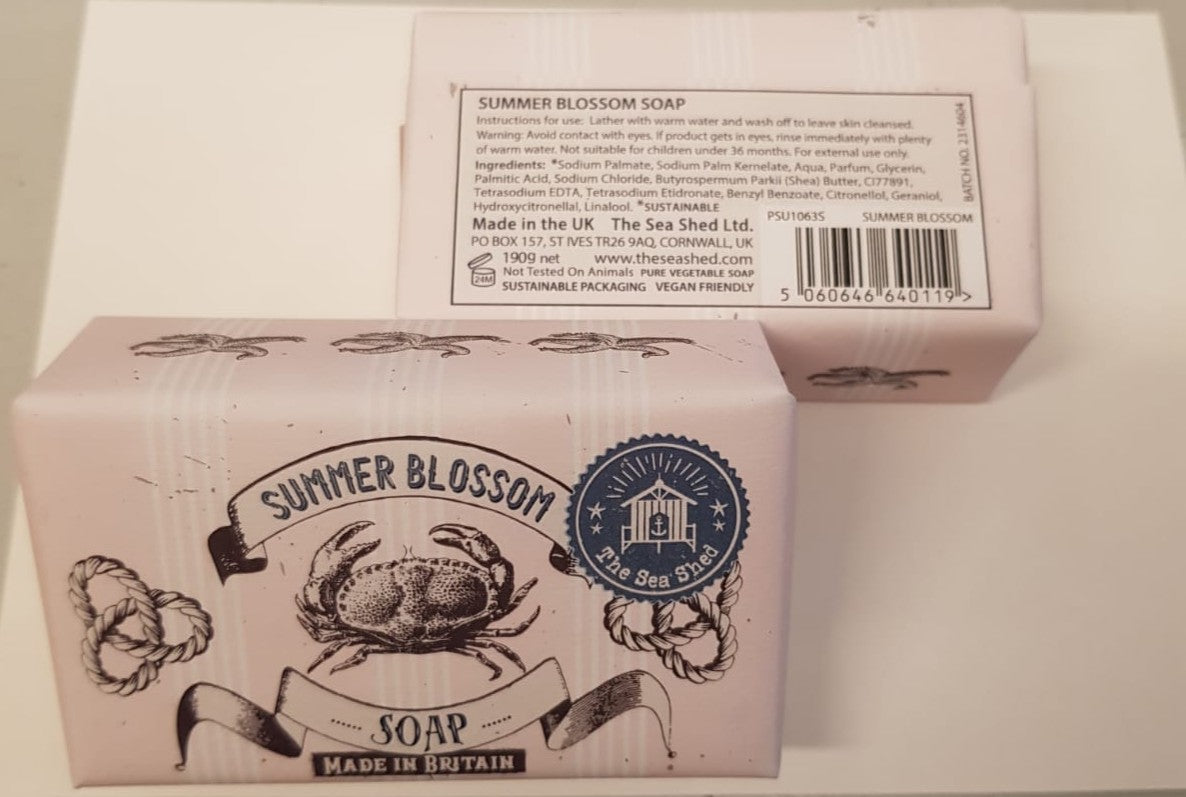 SUMMER BLOSSOM SOAP
Instructions for use: Lather with warm water and wash off to leave skin cleansed.
Warning: Avoid contact with eyes. If product gets in eyes, rinse immediately with plenty
of warm water. Not suitable for children under 36 months. For external use only.
Ingredients: *Sodium Palmate, Sodium Palm Kernelate, Aqua, Parfum, Glycerin,
Palmitic Acid, Sodium Chloride, Butyrospermum Parkii (Shea) Butter, CI77891,
Tetrasodium EDTA, Tetrasodium Etidronate, Benzyl Benzoate, Citronellol, Geraniol,
Hydroxycitronellal, Linalool. *SUSTAINABLE
BATCH NO. 2314604
Made in the UK The Sea Shed Ltd.
PO BOX 157, ST IVES TR26 9AQ, CORNWALL, UK
24M
190g net www.theseashed.com
Not Tested On Animals PURE VEGETABLE SOAP
SUSTAINABLE PACKAGING VEGAN FRIENDLY
PSU1063S SUMMER BLOSSOM
5 060646 640119 >
SUMMER BLOSSOM
The Sea Shed
SOAP
MADE IN BRITAIN